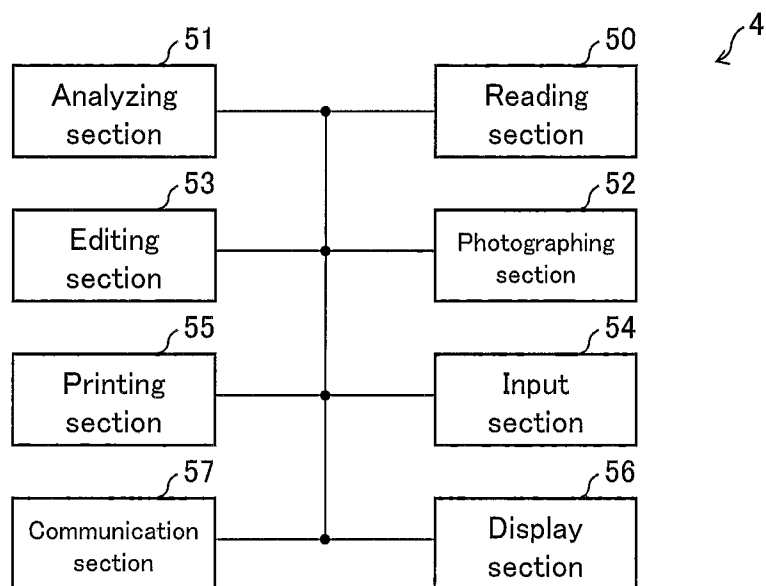 4
51
Analyzing
section
50
Reading
section
53
Editing
section
52
Photographing
section
55
Printing
section
54
Input
section
57
Communication
section
56
Display
section